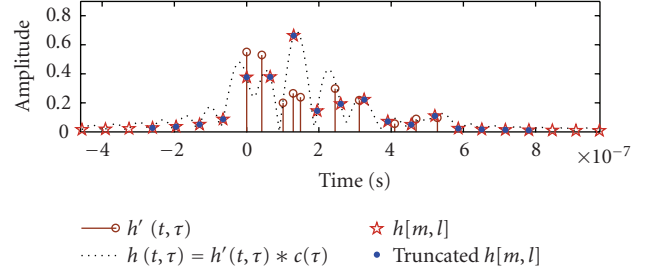 Amplitude
0.8
0.6
0.4
0.2
0
−4 −2 0 2 4 6 8
×10−7
Time (s)
h′ (t, τ)
h (t, τ) = h′(t, τ) ∗ c(τ)
h[m, l]
Truncated h[m, l]